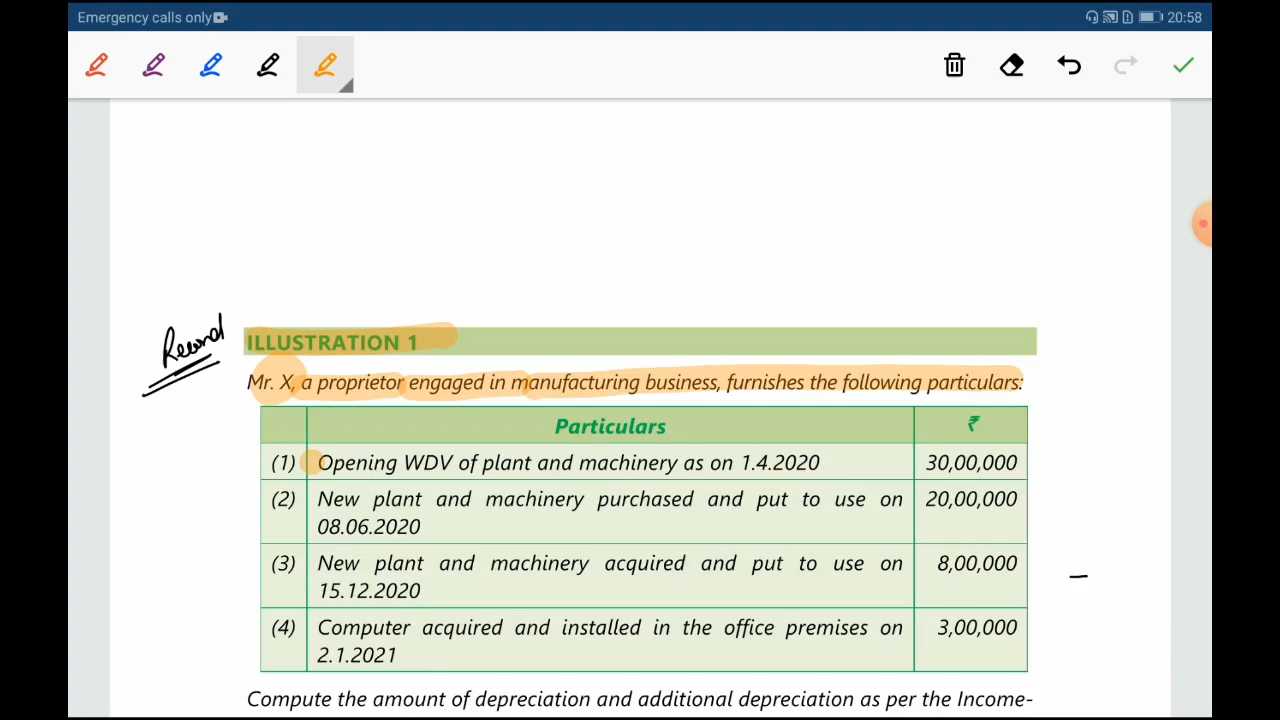 Emergency calls only
20:58
Record
ILLUSTRATION 1
Mr. X, a proprietor engaged in manufacturing business, furnishes the following particulars:
Particulars ₹
(1) Opening WDV of plant and machinery as on 1.4.2020 30,00,000
(2) New plant and machinery purchased and put to use on 20,00,000
08.06.2020
(3) New plant and machinery acquired and put to use on 8,00,000
15.12.2020
(4) Computer acquired and installed in the office premises on 3,00,000
2.1.2021
Compute the amount of depreciation and additional depreciation as per the Income-